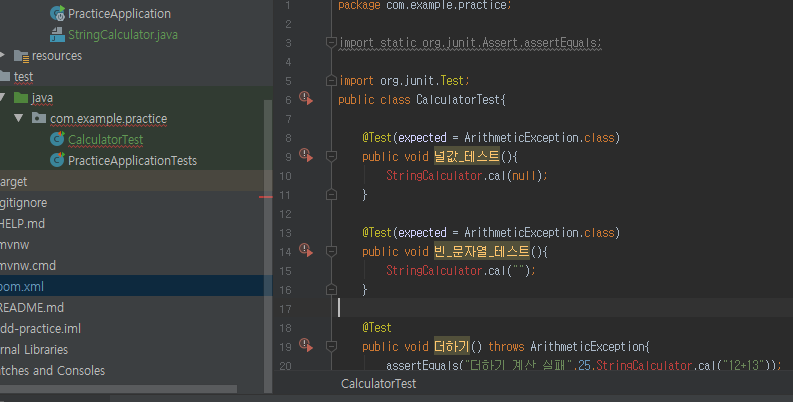 PracticeApplication
StringCalculator.java
resources
test
java
com.example.practice
CalculatorTest
PracticeApplicationTests
arget
gitignore
HELP.md
mvnw
mvnw.cmd
pom.xml
README.md
dd-practice.iml
rnal Libraries
atches and Consoles
1 package com.example.practice;
2
3 import static org.junit.Assert.assertEquals;
4
5 import org.junit.Test;
6 public class CalculatorTest{
7
8 @Test(expected = ArithmeticException.class)
9 public void 널값_테스트(){
10 StringCalculator.cal(null);
11 }
12
13 @Test(expected = ArithmeticException.class)
14 public void 빈_문자열_테스트(){
15 StringCalculator.cal("");
16 }
17
18 @Test
19 public void 더하기() throws ArithmeticException{
20 assertEquals("더하기 계산 실패",25,StringCalculator.cal("12+13"));
CalculatorTest